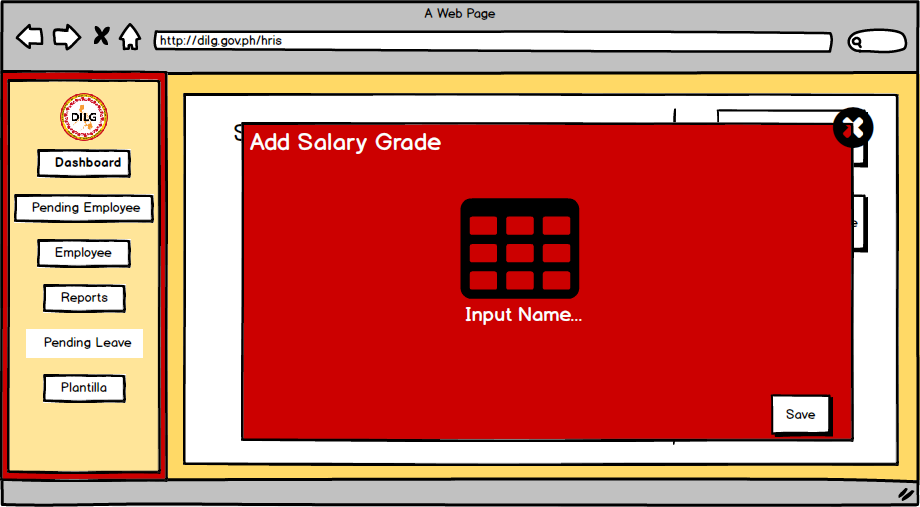 A Web Page
http://dilg.gov.ph/hris
DILG
Dashboard
Pending Employee
Employee
Reports
Pending Leave
Plantilla
S
Add Salary Grade
e
Input Name...
Save